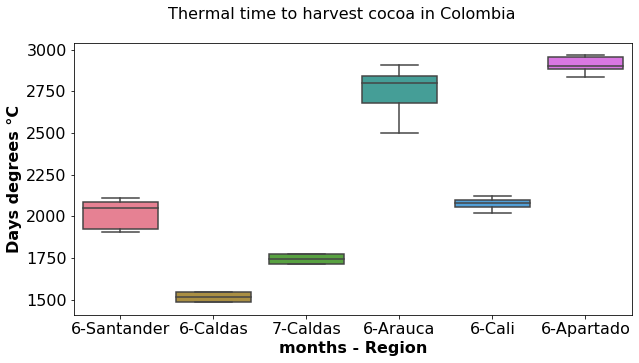 Thermal time to harvest cocoa in Colombia
3000
2750
2500
2250
2000
1750
1500
Days degrees °C
6-Santander 6-Caldas 7-Caldas 6-Arauca 6-Cali 6-Apartado
months - Region